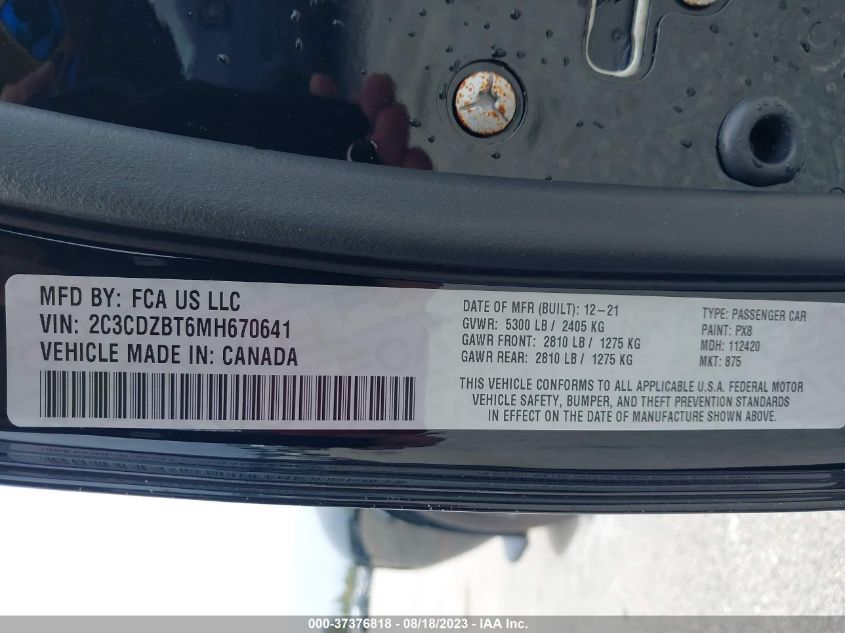 MFD BY: FCA US LLC
VIN: 2C3CDZBT6MH670641
VEHICLE MADE IN: CANADA
DATE OF MFR (BUILT): 12-21
GVWR: 5300 LB / 2405 KG
GAWR FRONT: 2810 LB / 1275 KG
GAWR REAR: 2810 LB / 1275 KG
TYPE: PASSENGER CAR
PAINT: PX8
MDH: 112420
MKT: 875
THIS VEHICLE CONFORMS TO ALL APPLICABLE U.S.A. FEDERAL MOTOR
VEHICLE SAFETY, BUMPER, AND THEFT PREVENTION STANDARDS
IN EFFECT ON THE DATE OF MANUFACTURE SHOWN ABOVE.
000-37376818 - 08/18/2023 - IAA Inc.